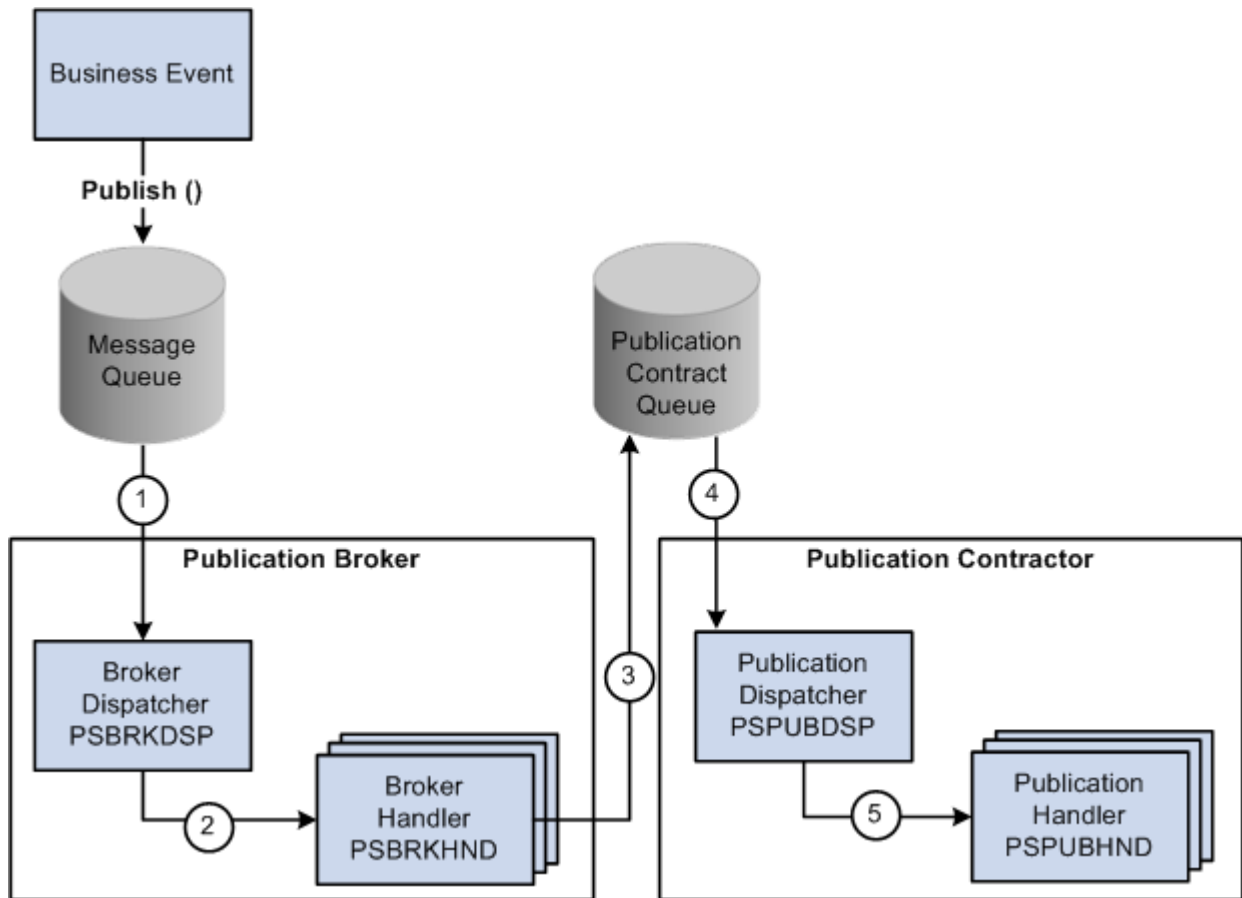 Business Event
Publish ()
Message
Queue
Publication
Contract
Queue
1
4
Publication Broker
Publication Contractor
Broker
Dispatcher
PSBRKDSP
3
Publication
Dispatcher
PSPUBDSP
2
Broker
Handler
PSBRKHND
5
Publication
Handler
PSPUBHND